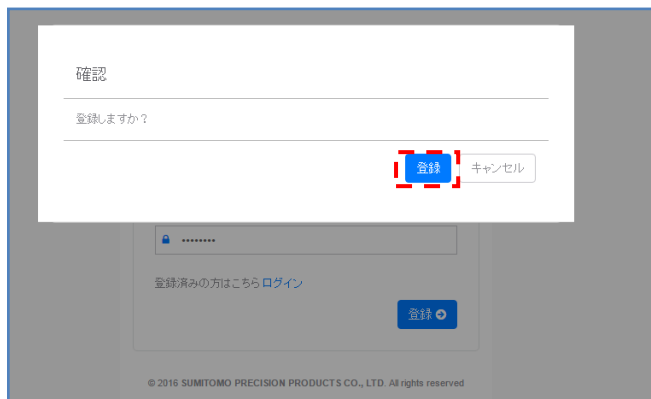 確認
登録しますか？
登録 キャンセル
••••••••
登録済みの方はこちら ログイン
登録
© 2016 SUMITOMO PRECISION PRODUCTS CO., LTD. All rights reserved